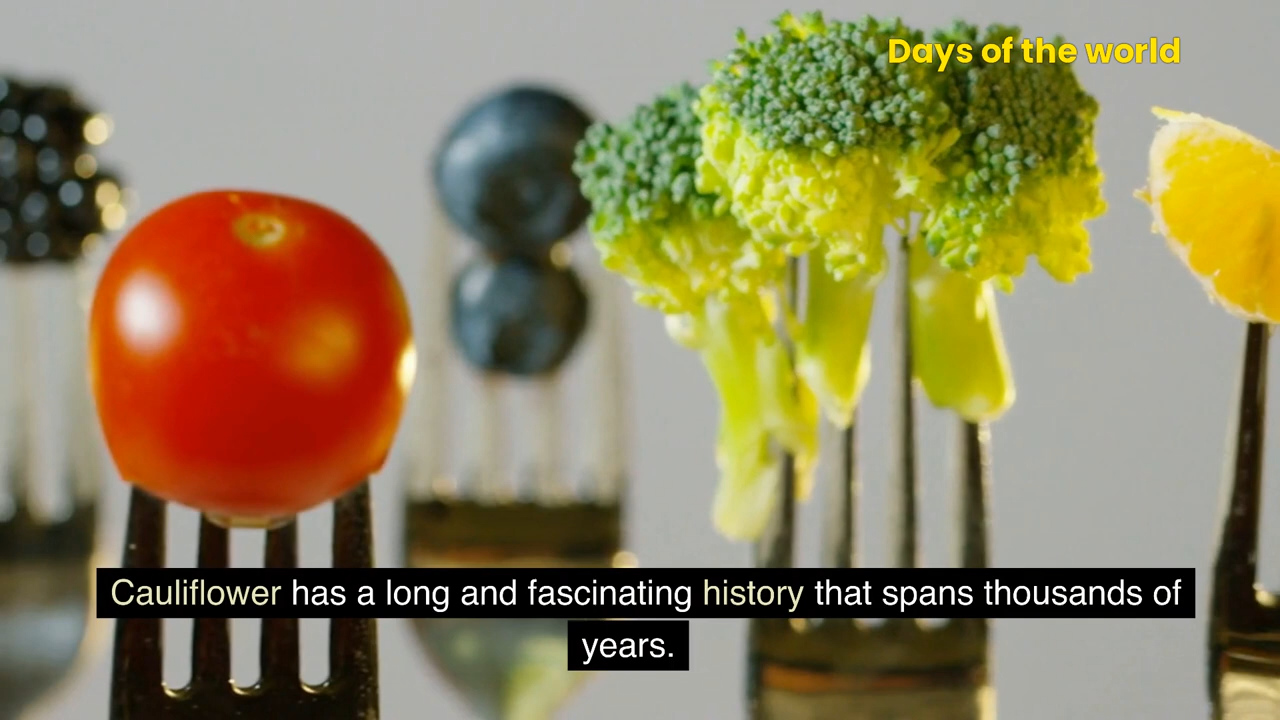 Days of the world
Cauliflower has a long and fascinating history that spans thousands of
years.